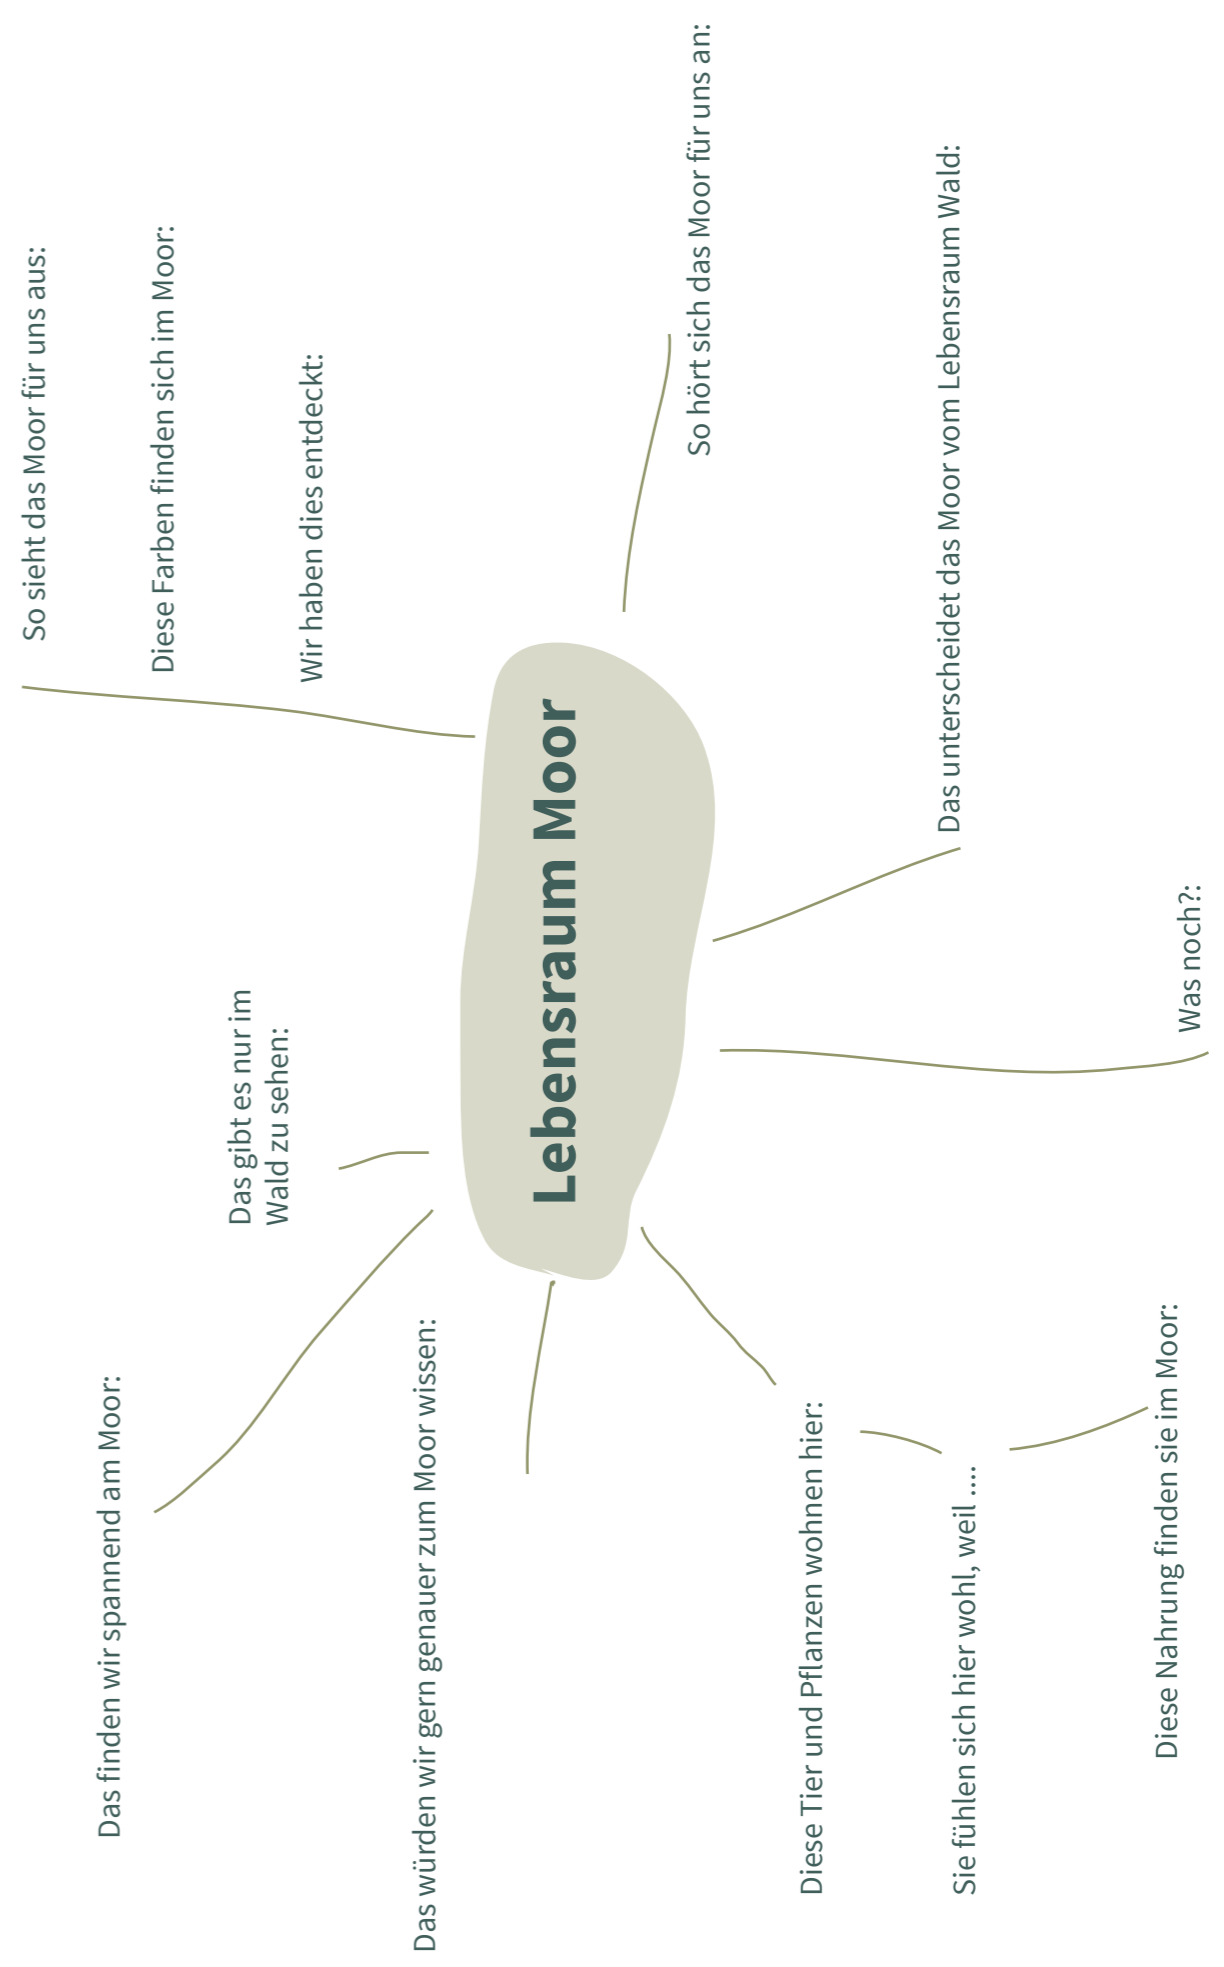 So sieht das Moor für uns aus:
Diese Farben finden sich im Moor:
Wir haben dies entdeckt:
Das gibt es nur im
Wald zu sehen:
Das finden wir spannend am Moor:
Das würden wir gern genauer zum Moor wissen:
Lebensraum Moor
So hört sich das Moor für uns an:
Das unterscheidet das Moor vom Lebensraum Wald:
Was noch?:
Diese Tier und Pflanzen wohnen hier:
Sie fühlen sich hier wohl, weil ....
Diese Nahrung finden sie im Moor: